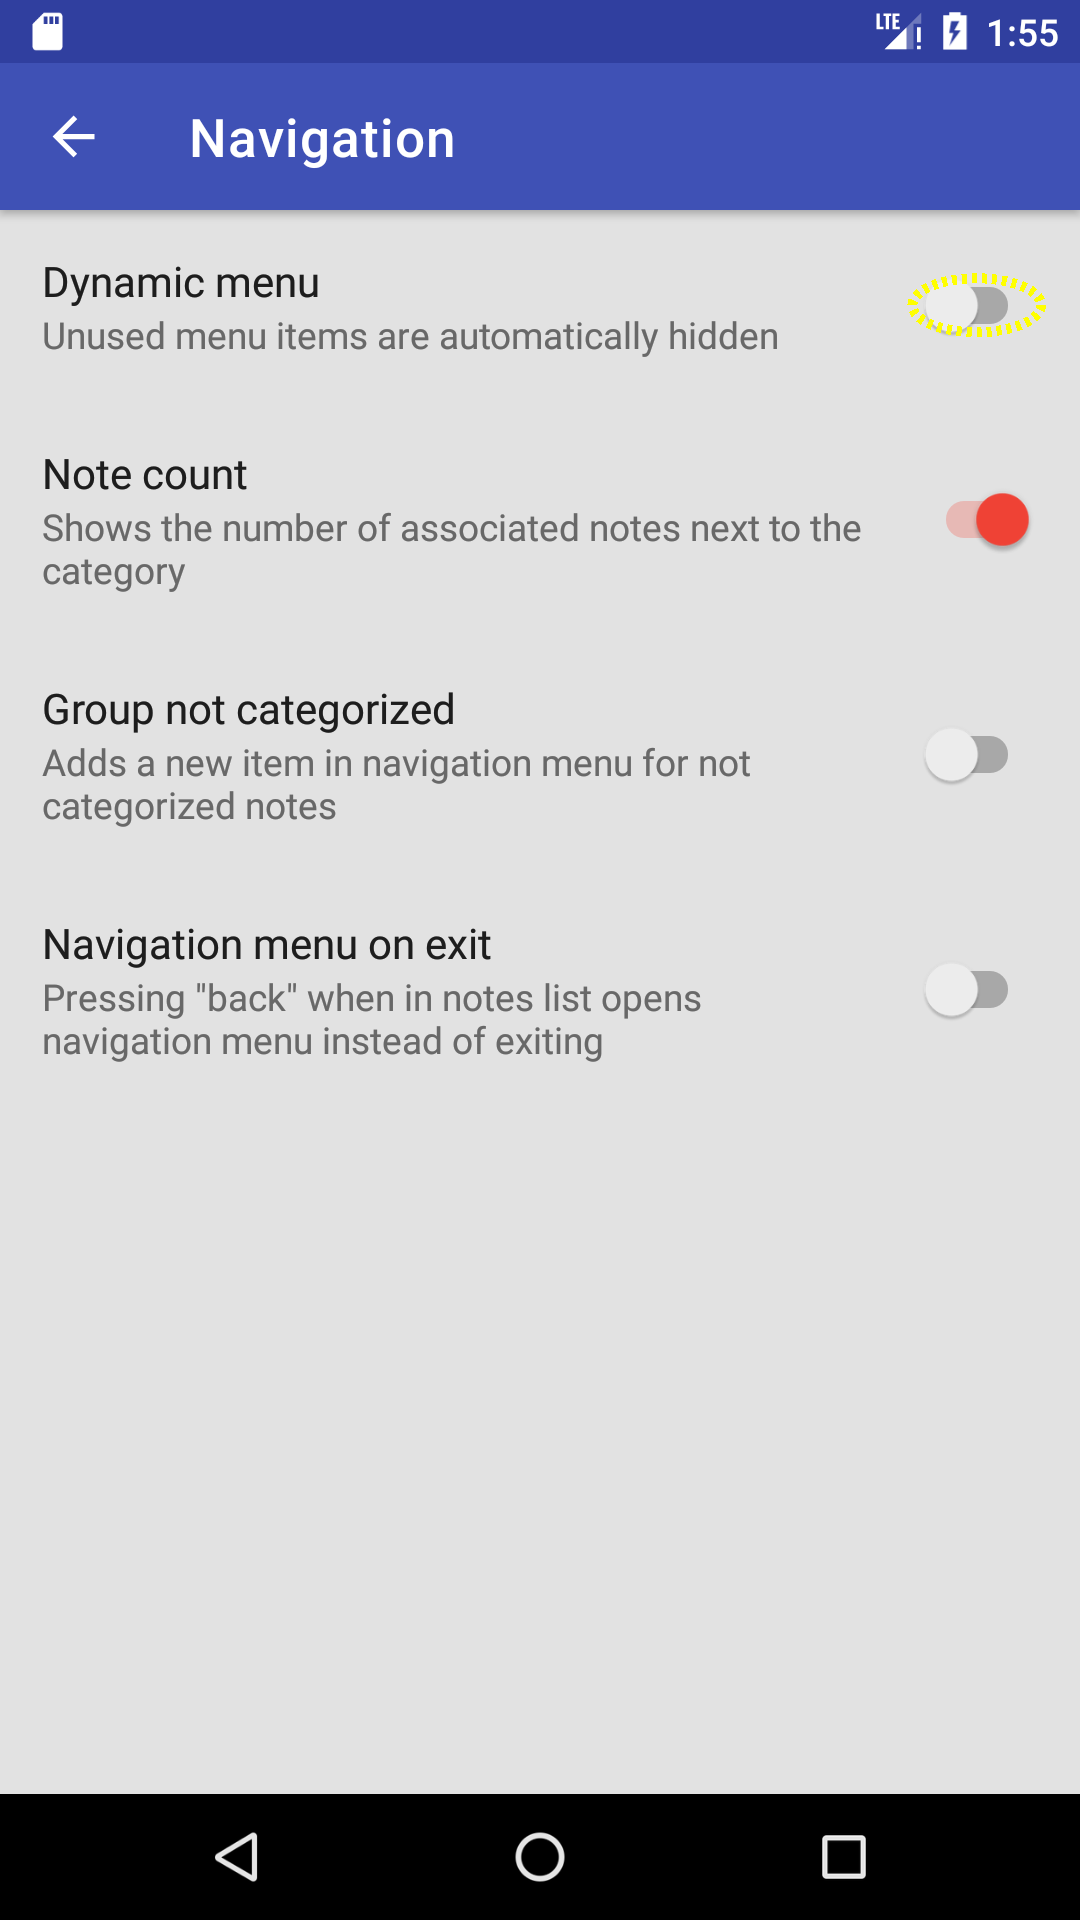 LTE 1:55
Navigation
Dynamic menu
Unused menu items are automatically hidden
Note count
Shows the number of associated notes next to the
category
Group not categorized
Adds a new item in navigation menu for not
categorized notes
Navigation menu on exit
Pressing "back" when in notes list opens
navigation menu instead of exiting